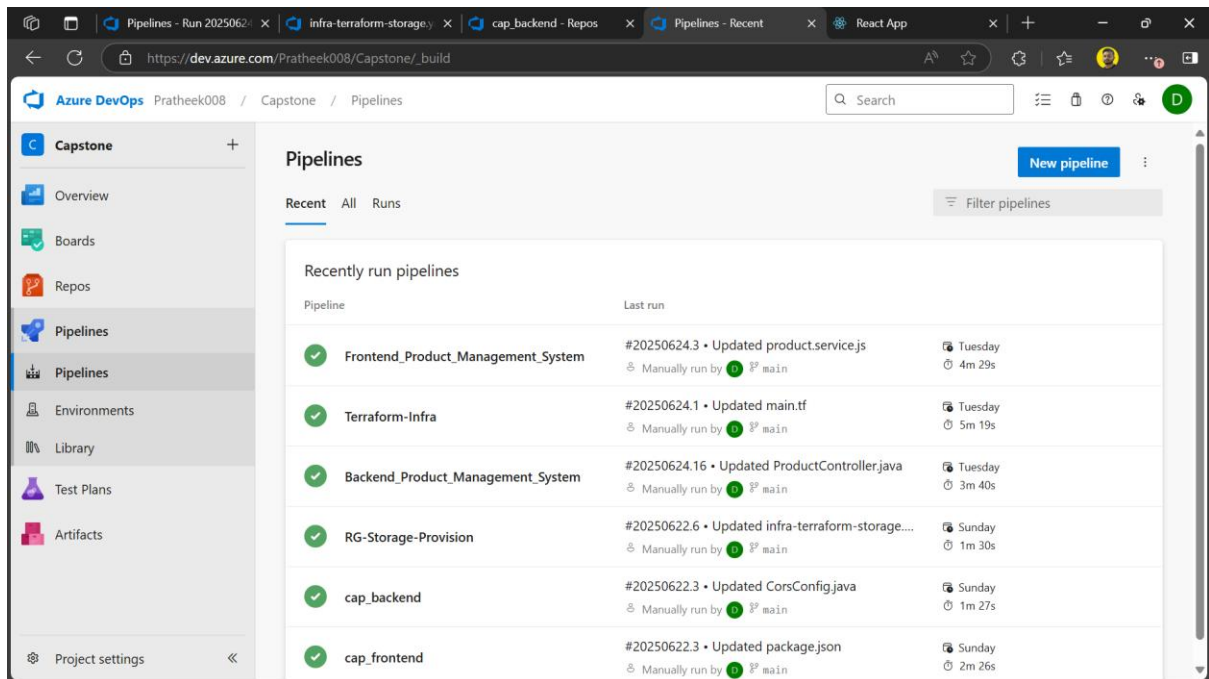 Pipelines - Run 20250624
infra-terraform-storage.y
cap_backend - Repos
Pipelines - Recent
React App
https://dev.azure.com/Pratheek008/Capstone/_build
Azure DevOps Pratheek008 / Capstone / Pipelines
Search
D
C Capstone
Overview
Boards
Repos
Pipelines
Pipelines
Environments
Library
Test Plans
Artifacts
Project settings
Pipelines
New pipeline
Recent All Runs
Filter pipelines
Recently run pipelines
Pipeline Last run
Frontend_Product_Management_System
#20250624.3 • Updated product.service.js
Manually run by D main
Tuesday
4m 29s
Terraform-Infra
#20250624.1 • Updated main.tf
Manually run by D main
Tuesday
5m 19s
Backend_Product_Management_System
#20250624.16 • Updated ProductController.java
Manually run by D main
Tuesday
3m 40s
RG-Storage-Provision
#20250622.6 • Updated infra-terraform-storage....
Manually run by D main
Sunday
1m 30s
cap_backend
#20250622.3 • Updated CorsConfig.java
Manually run by D main
Sunday
1m 27s
cap_frontend
#20250622.3 • Updated package.json
Manually run by D main
Sunday
2m 26s